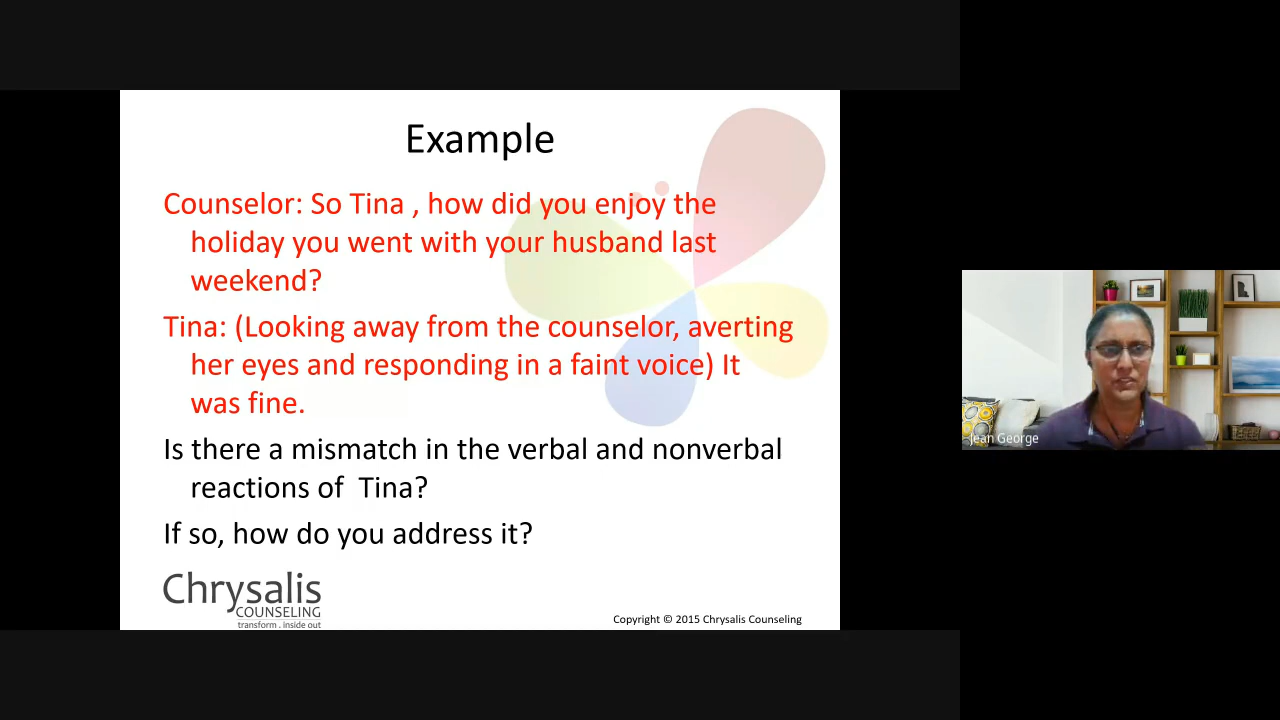 Example
Counselor: So Tina , how did you enjoy the
holiday you went with your husband last
weekend?
Tina: (Looking away from the counselor, averting
her eyes and responding in a faint voice) It
was fine.
Is there a mismatch in the verbal and nonverbal
reactions of  Tina?
If so, how do you address it?
Chrysalis
COUNSELING
transform . inside out
Copyright © 2015 Chrysalis Counseling
Jean George